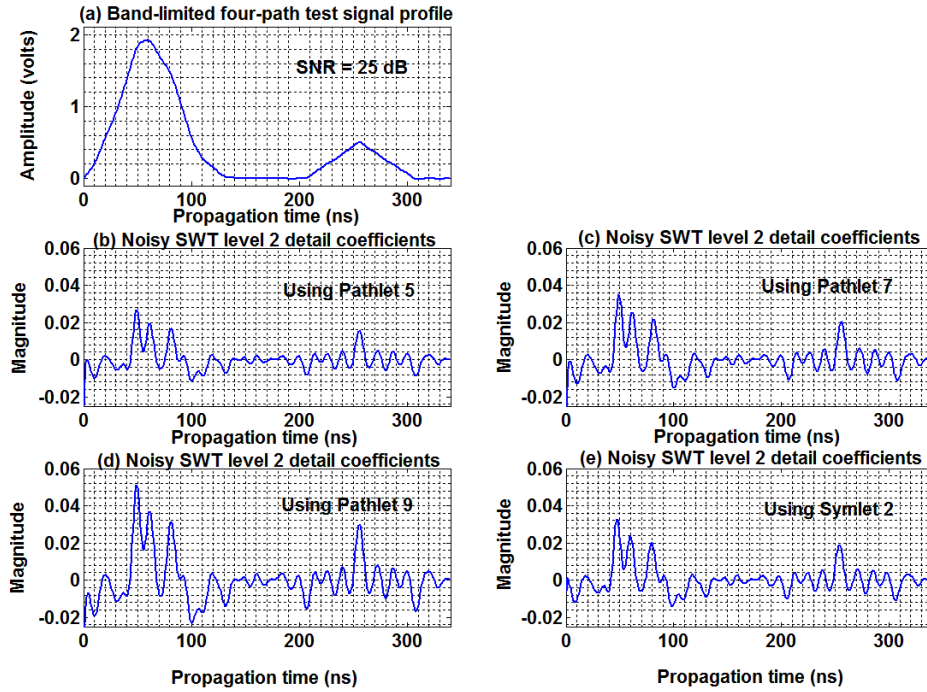 (a) Band-limited four-path test signal profile
Amplitude (volts)
2
1
0
SNR = 25 dB
0
100
200
300
Propagation time (ns)
(b) Noisy SWT level 2 detail coefficients
Magnitude
0.06
0.04
0.02
0
-0.02
Using Pathlet 5
0
100
200
300
Propagation time (ns)
(c) Noisy SWT level 2 detail coefficients
Magnitude
0.06
0.04
0.02
0
-0.02
Using Pathlet 7
0
100
200
300
Propagation time (ns)
(d) Noisy SWT level 2 detail coefficients
Magnitude
0.06
0.04
0.02
0
-0.02
Using Pathlet 9
0
100
200
300
Propagation time (ns)
(e) Noisy SWT level 2 detail coefficients
Magnitude
0.06
0.04
0.02
0
-0.02
Using Symlet 2
0
100
200
300
Propagation time (ns)